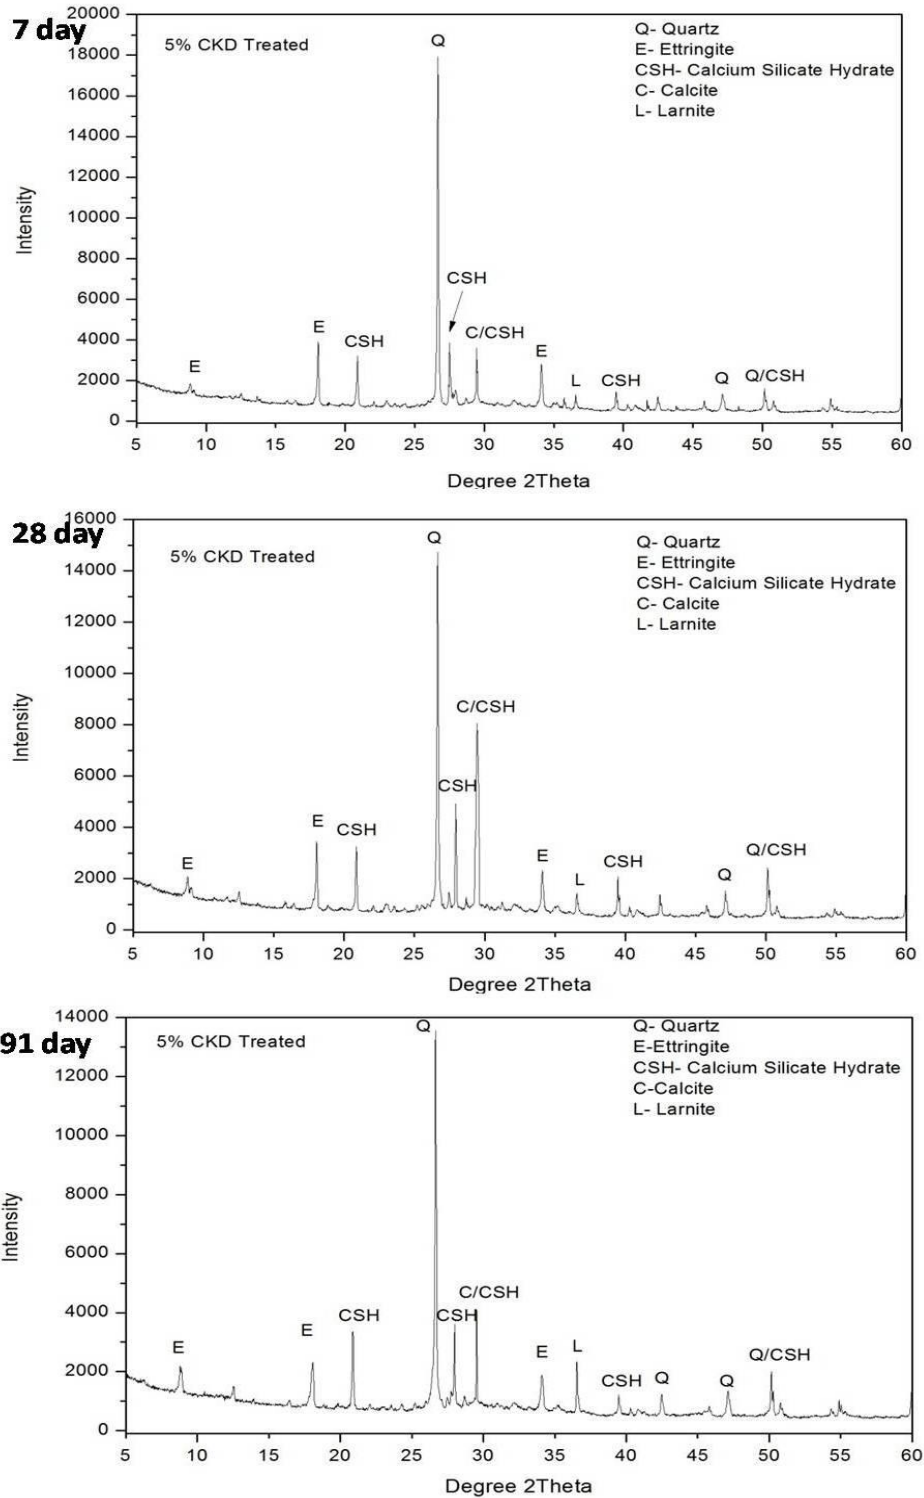 7 day
20000
5% CKD Treated
Q
Q- Quartz
E- Ettringite
CSH- Calcium Silicate Hydrate
C- Calcite
L- Larnite
18000
16000
14000
12000
10000
8000
6000
4000
2000
0
Intensity
CSH
E
CSH
C/CSH
E
E
L
CSH
Q
Q/CSH
5 10 15 20 25 30 35 40 45 50 55 60
Degree 2Theta
28 day
16000
5% CKD Treated
Q
Q- Quartz
E- Ettringite
CSH- Calcium Silicate Hydrate
C- Calcite
L- Larnite
14000
12000
10000
8000
6000
4000
2000
0
Intensity
C/CSH
CSH
E
CSH
E
E
L
CSH
Q
Q/CSH
5 10 15 20 25 30 35 40 45 50 55 60
Degree 2Theta
91 day
14000
5% CKD Treated
Q
Q- Quartz
E-Ettringite
CSH- Calcium Silicate Hydrate
C-Calcite
L- Larnite
12000
10000
8000
6000
4000
2000
0
Intensity
C/CSH
CSH
CSH
E
E
E
L
CSH
Q
Q
Q/CSH
5 10 15 20 25 30 35 40 45 50 55 60
Degree 2Theta